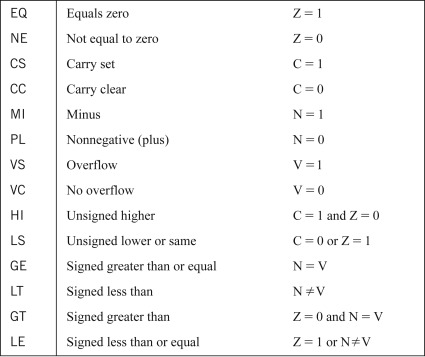 EQ Equals zero Z = 1
NE Not equal to zero Z = 0
CS Carry set C = 1
CC Carry clear C = 0
MI Minus N = 1
PL Nonnegative (plus) N = 0
VS Overflow V = 1
VC No overflow V = 0
HI Unsigned higher C = 1 and Z = 0
LS Unsigned lower or same C = 0 or Z = 1
GE Signed greater than or equal N = V
LT Signed less than N ≠V
GT Signed greater than Z = 0 and N = V
LE Signed less than or equal Z = 1 or N≠V